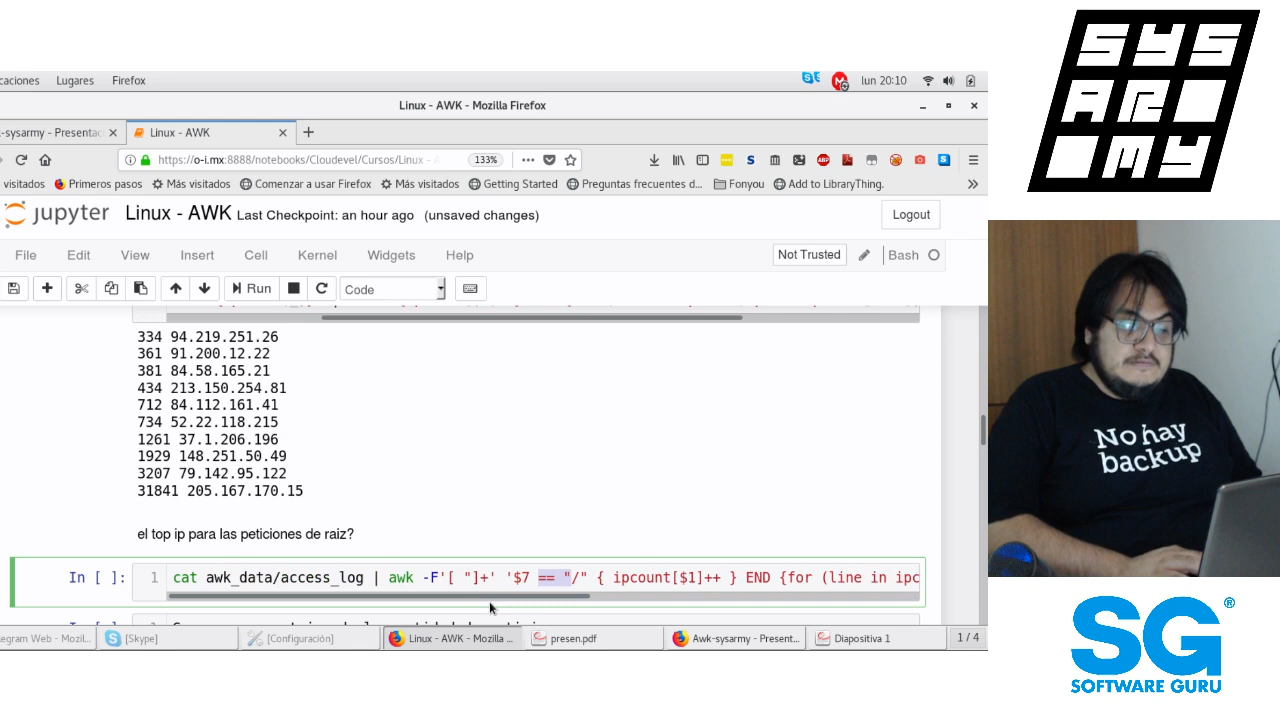 caciones Lugares Firefox lun 20:10
Linux - AWK - Mozilla Firefox
k-sysarmy - Presentac Linux - AWK
https://o-i.mx:8888/notebooks/Cloudevel/Cursos/Linux - A 133%
visitados Primeros pasos Más visitados Comenzar a usar Firefox Más visitados Getting Started Preguntas frecuentes d... Fonyou Add to LibraryThing.
jupyter Linux - AWK Last Checkpoint: an hour ago (unsaved changes) Logout
File Edit View Insert Cell Kernel Widgets Help Not Trusted Bash
Run Code
334 94.219.251.26
361 91.200.12.22
381 84.58.165.21
434 213.150.254.81
712 84.112.161.41
734 52.22.118.215
1261 37.1.206.196
1929 148.251.50.49
3207 79.142.95.122
31841 205.167.170.15
el top ip para las peticiones de raiz?
In [ ]: 1 cat awk_data/access_log | awk -F'[ "]+' '$7 == "/" { ipcount[$1]++ } END {for (line in ipc
legram Web - Mozil... [Skype] [Configuración] Linux - AWK - Mozilla ... presen.pdf Awk-sysarmy - Present... Diapositiva 1 1 / 4
SYS
AR
MY
No hay
backup
SG®
SOFTWARE GURU